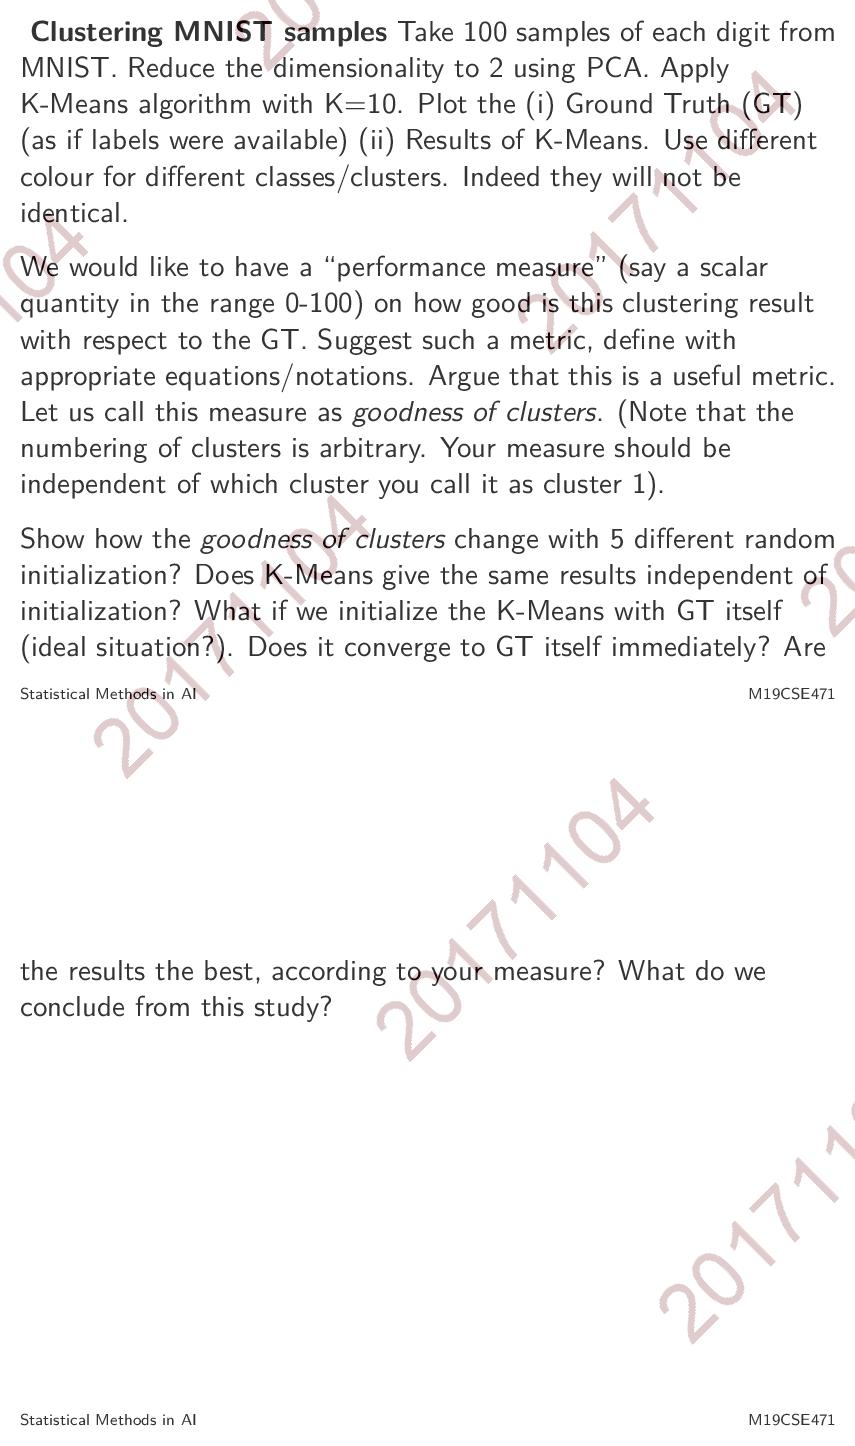 Clustering MNIST samples Take 100 samples of each digit from
MNIST. Reduce the dimensionality to 2 using PCA. Apply
K-Means algorithm with K=10. Plot the (i) Ground Truth (GT)
(as if labels were available) (ii) Results of K-Means. Use different
colour for different classes/clusters. Indeed they will not be
identical.
We would like to have a “performance measure” (say a scalar
quantity in the range 0-100) on how good is this clustering result
with respect to the GT. Suggest such a metric, define with
appropriate equations/notations. Argue that this is a useful metric.
Let us call this measure as goodness of clusters. (Note that the
numbering of clusters is arbitrary. Your measure should be
independent of which cluster you call it as cluster 1).
Show how the goodness of clusters change with 5 different random
initialization? Does K-Means give the same results independent of
initialization? What if we initialize the K-Means with GT itself
(ideal situation?). Does it converge to GT itself immediately? Are
Statistical Methods in AI
M19CSE471
the results the best, according to your measure? What do we
conclude from this study?
Statistical Methods in AI
M19CSE471
20
104
20171104
20171104
20
20171104
2017111